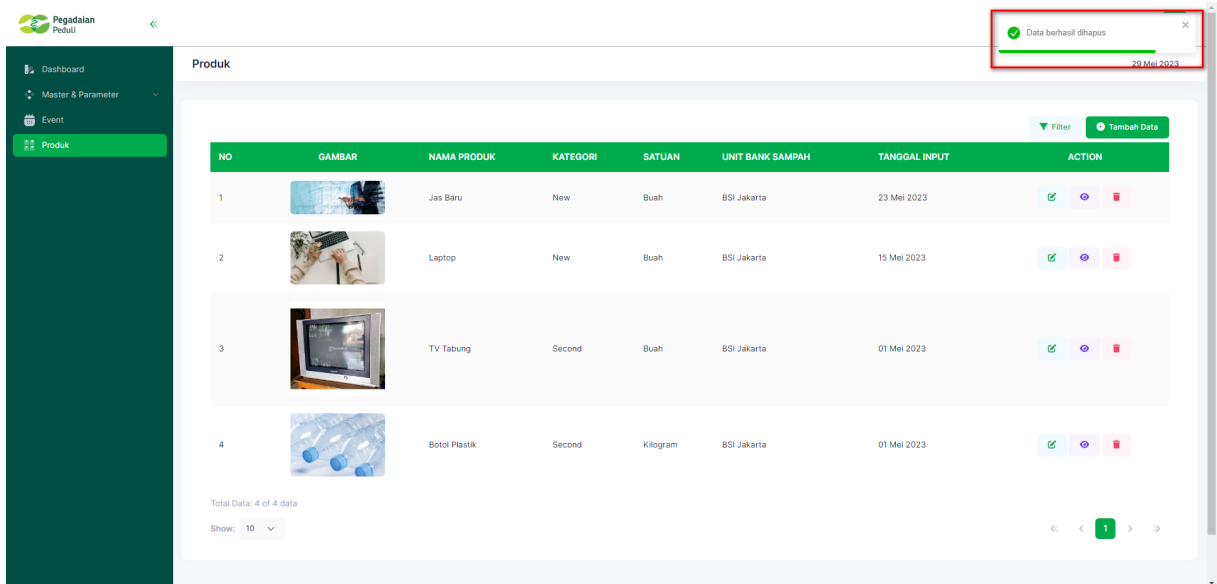 Pegadaian
Peduli
Data berhasil dihapus
Dashboard
Produk
29 Mei 2023
Master & Parameter
Event
Produk
Filter
Tambah Data
NO GAMBAR NAMA PRODUK KATEGORI SATUAN UNIT BANK SAMPAH TANGGAL INPUT ACTION
1 Jas Baru New Buah BSI Jakarta 23 Mei 2023
2 Laptop New Buah BSI Jakarta 15 Mei 2023
3 TV Tabung Second Buah BSI Jakarta 01 Mei 2023
4 Botol Plastik Second Kilogram BSI Jakarta 01 Mei 2023
Total Data: 4 of 4 data
Show: 10
1